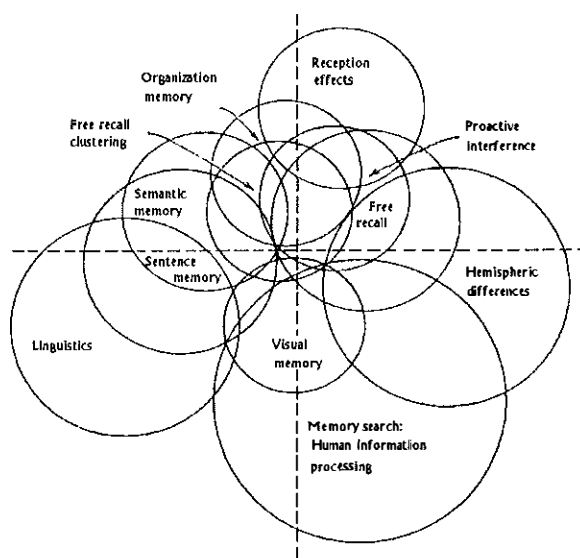 Reception
effects
Organization
memory
Free recall
clustering
Proactive
interference
Semantic
memory
Free
recall
Sentence memory
Hemispheric
differences
Linguistics
Visual
memory
Memory search:
Human information
processing